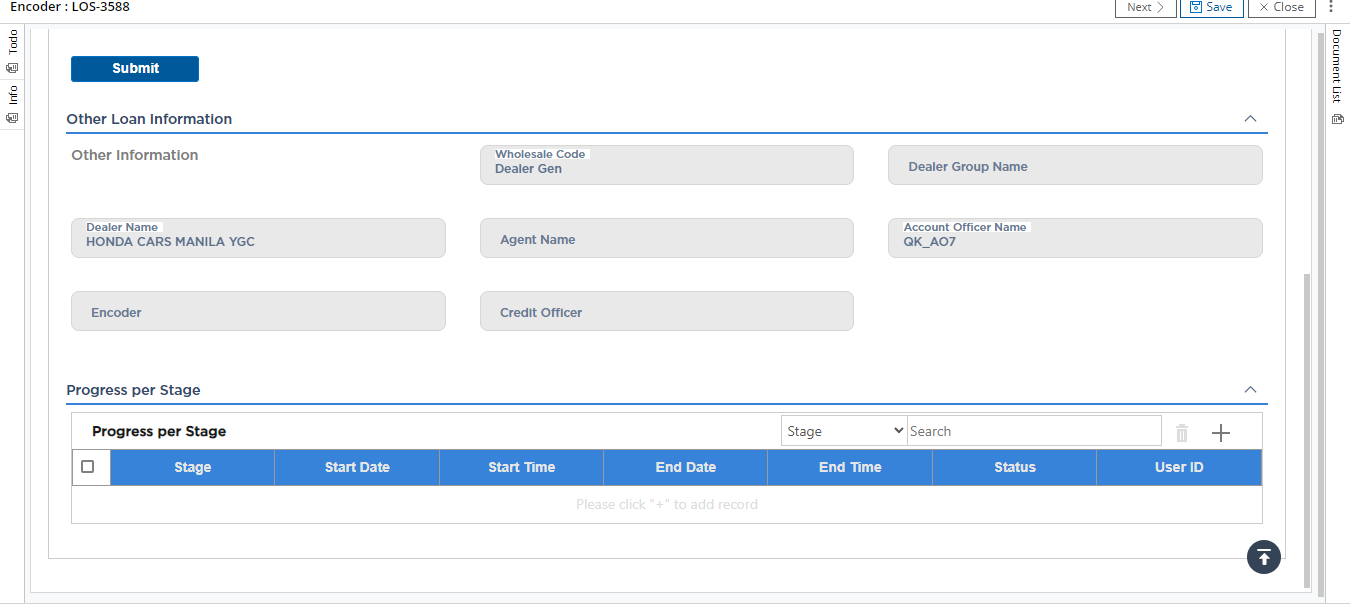 Encoder : LOS-3588
Next
Save
Close
Todo
Info
Document List
Submit
Other Loan Information
Other Information
Wholesale Code
Dealer Gen
Dealer Group Name
Dealer Name
HONDA CARS MANILA YGC
Agent Name
Account Officer Name
QK_AO7
Encoder
Credit Officer
Progress per Stage
Progress per Stage
Stage
Search
Stage Start Date Start Time End Date End Time Status User ID
Please click "+" to add record